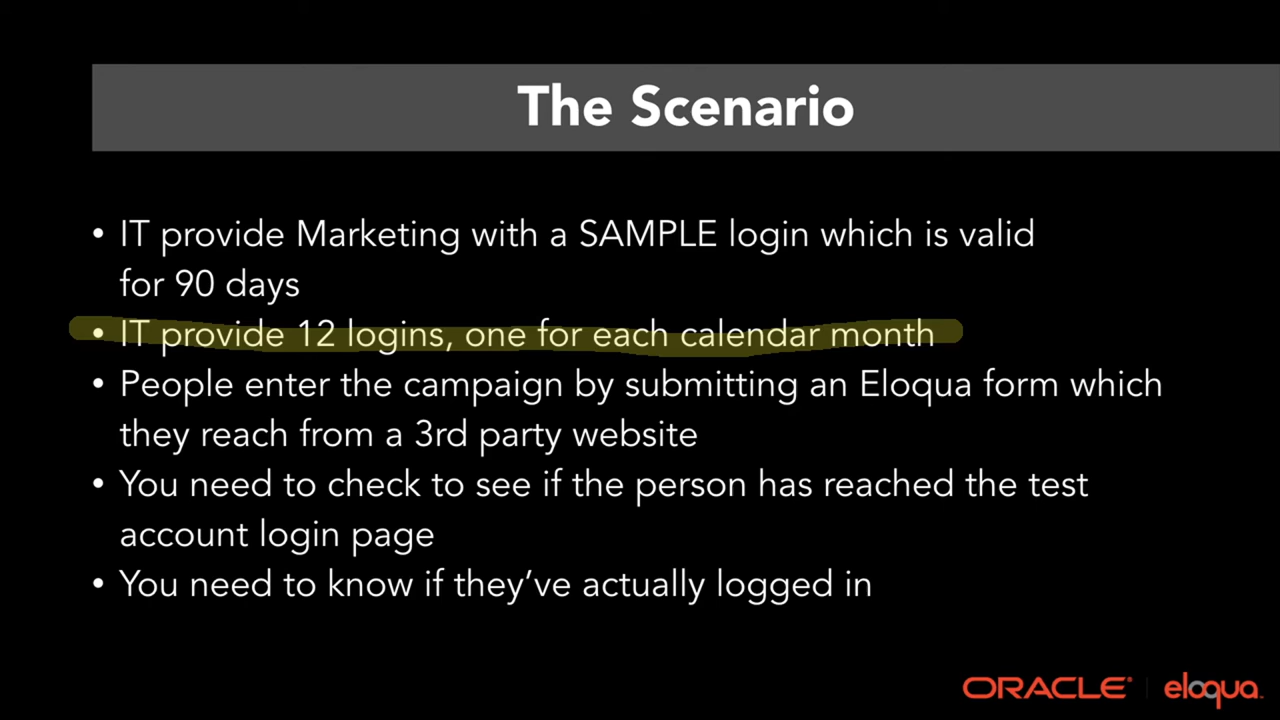 The Scenario
• IT provide Marketing with a SAMPLE login which is valid
for 90 days
• IT provide 12 logins, one for each calendar month
• People enter the campaign by submitting an Eloqua form which
they reach from a 3rd party website
• You need to check to see if the person has reached the test
account login page
• You need to know if they’ve actually logged in
ORACLE® | eloqua.